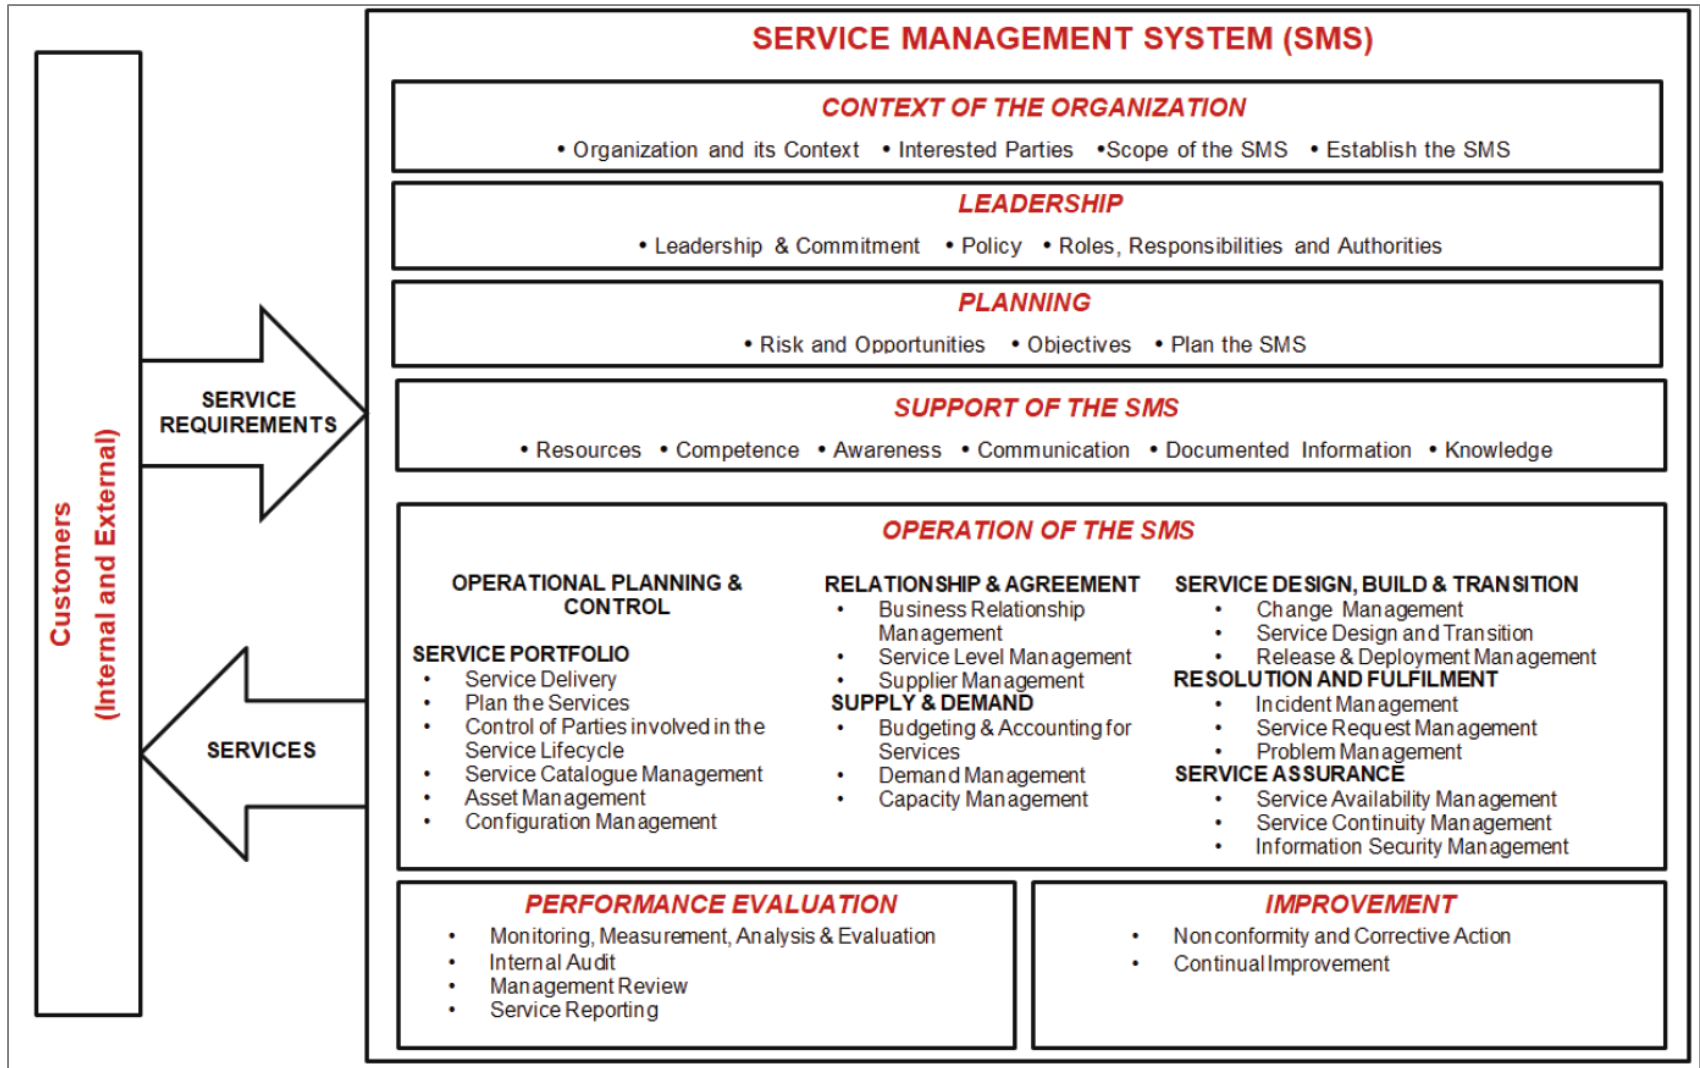 SERVICE MANAGEMENT SYSTEM (SMS)
Customers
(Internal and External)
SERVICE
REQUIREMENTS
SERVICES
CONTEXT OF THE ORGANIZATION
• Organization and its Context • Interested Parties •Scope of the SMS • Establish the SMS
LEADERSHIP
• Leadership & Commitment • Policy • Roles, Responsibilities and Authorities
PLANNING
• Risk and Opportunities • Objectives • Plan the SMS
SUPPORT OF THE SMS
• Resources • Competence • Awareness • Communication • Documented Information • Knowledge
OPERATION OF THE SMS
OPERATIONAL PLANNING &
CONTROL
SERVICE PORTFOLIO
• Service Delivery
• Plan the Services
• Control of Parties involved in the
Service Lifecycle
• Service Catalogue Management
• Asset Management
• Configuration Management
RELATIONSHIP & AGREEMENT
• Business Relationship
Management
• Service Level Management
• Supplier Management
SUPPLY & DEMAND
• Budgeting & Accounting for
Services
• Demand Management
• Capacity Management
SERVICE DESIGN, BUILD & TRANSITION
• Change Management
• Service Design and Transition
• Release & Deployment Management
RESOLUTION AND FULFILMENT
• Incident Management
• Service Request Management
• Problem Management
SERVICE ASSURANCE
• Service Availability Management
• Service Continuity Management
• Information Security Management
PERFORMANCE EVALUATION
• Monitoring, Measurement, Analysis & Evaluation
• Internal Audit
• Management Review
• Service Reporting
IMPROVEMENT
• Nonconformity and Corrective Action
• Continual Improvement